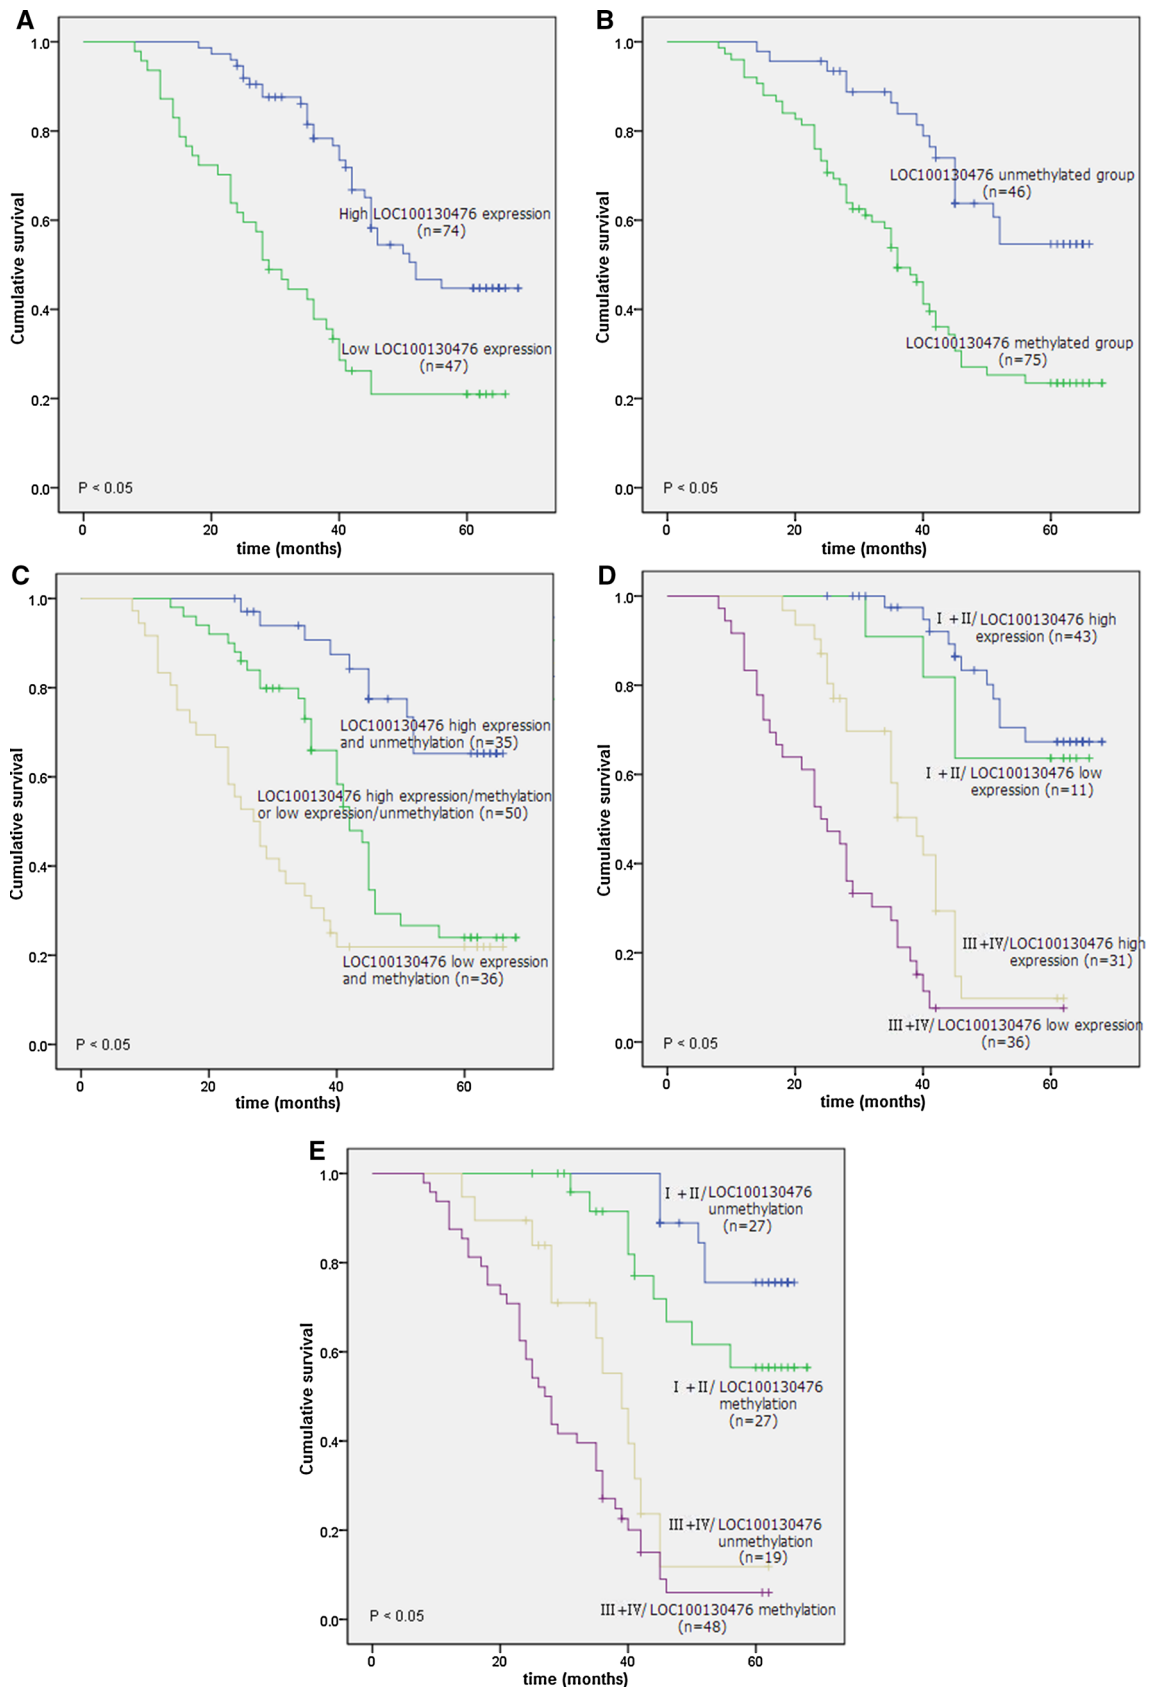 A
1.0
0.8
0.6
0.4
0.2
0.0
Cumulative survival
High LOC100130476 expression
(n=74)
Low LOC100130476 expression
(n=47)
P < 0.05
0 20 40 60
time (months)
B
1.0
0.8
0.6
0.4
0.2
0.0
Cumulative survival
LOC100130476 unmethylated group
(n=46)
LOC100130476 methylated group
(n=75)
P < 0.05
0 20 40 60
time (months)
C
1.0
0.8
0.6
0.4
0.2
0.0
Cumulative survival
LOC100130476 high expression
and unmethylation (n=35)
LOC100130476 high expression/methylation
or low expression/unmethylation (n=50)
LOC100130476 low expression
and methylation (n=36)
P < 0.05
0 20 40 60
time (months)
D
1.0
0.8
0.6
0.4
0.2
0.0
Cumulative survival
I +II/ LOC100130476 high
expression (n=43)
I +II/ LOC100130476 low
expression (n=11)
III+IV/LOC100130476 high
expression (n=31)
III+IV/ LOC100130476 low expression
(n=36)
P < 0.05
0 20 40 60
time (months)
E
1.0
0.8
0.6
0.4
0.2
0.0
Cumulative survival
I +II/LOC100130476
unmethylation
(n=27)
I +II/ LOC100130476
methylation
(n=27)
III+IV/ LOC100130476
unmethylation
(n=19)
III+IV/ LOC100130476 methylation
(n=48)
P < 0.05
0 20 40 60
time (months)